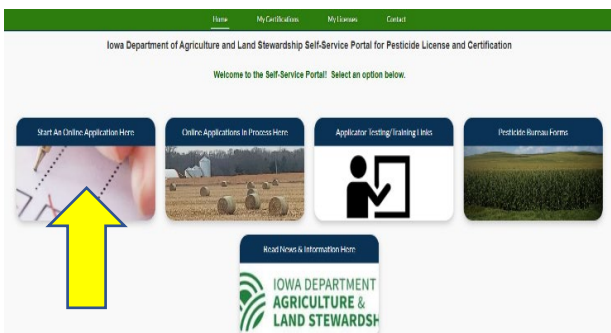 Home My Certifications My Licenses Contact
Iowa Department of Agriculture and Land Stewardship Self-Service Portal for Pesticide License and Certification
Welcome to the Self-Service Portal! Select an option below.
Start An Online Application Here Online Applications In Process Here Applicator Testing/Training Links Pesticide Bureau Forms
Read News & Information Here
IOWA DEPARTMENT
AGRICULTURE &
LAND STEWARDSH